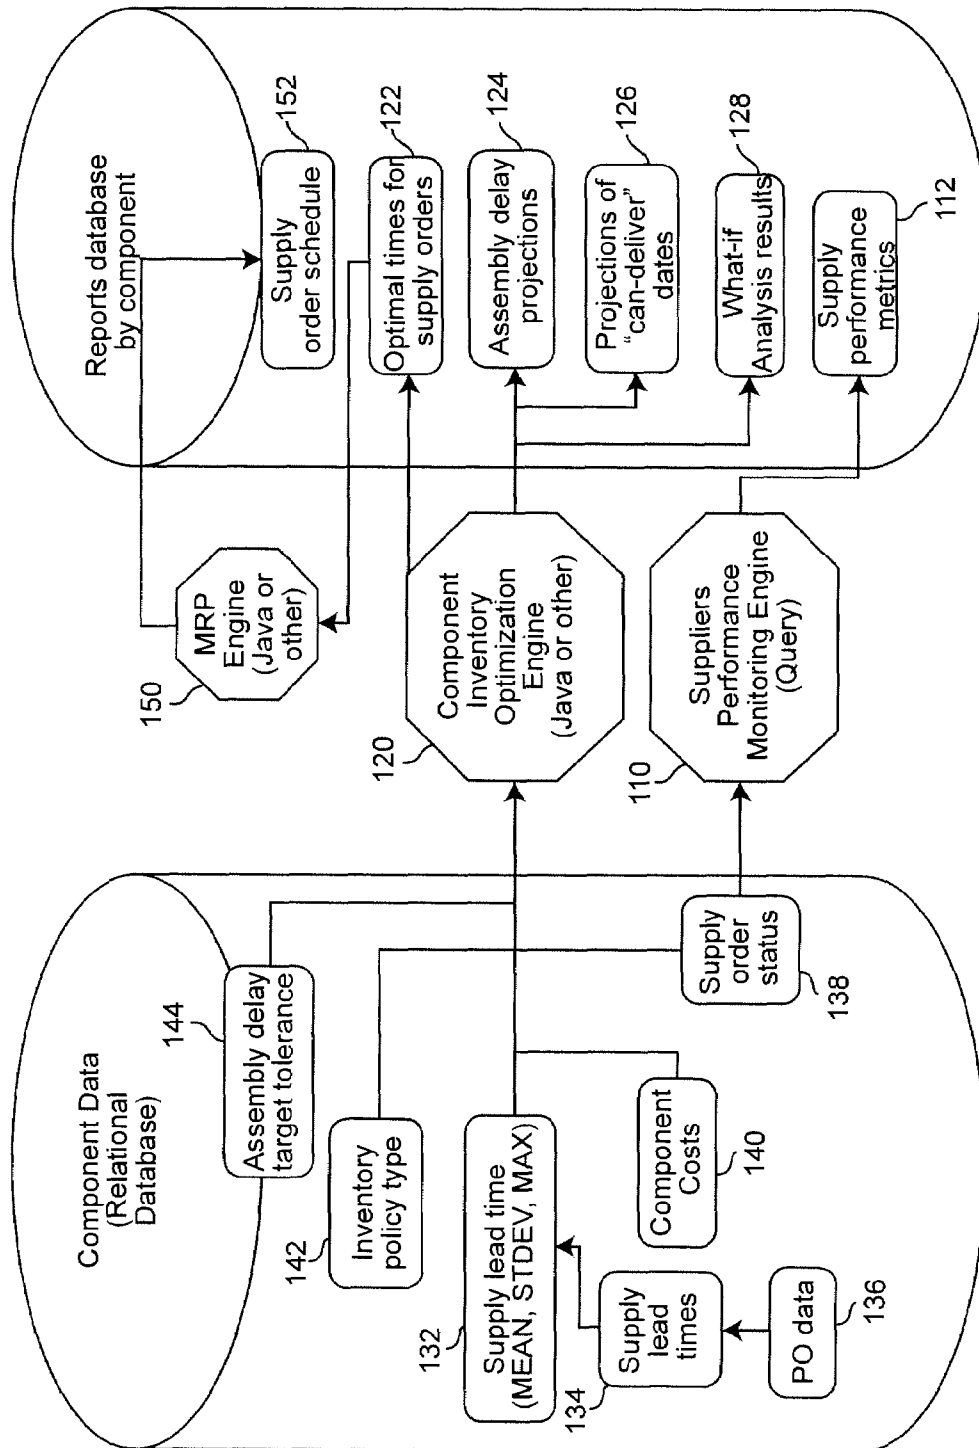 Component Data
(Relational
Database)
144
Assembly delay
target tolerance
142
Inventory
policy type
132
Supply lead time
(MEAN, STDEV, MAX)
134
Supply
lead
times
PO data
136
Component
Costs
140
Supply
order
status
138
150
MRP
Engine
(Java or
other)
120
Component
Inventory
Optimization
Engine
(Java or other)
110
Suppliers
Performance
Monitoring Engine
(Query)
Reports database
by component
Supply
order schedule
152
Optimal times for
supply orders
122
Assembly delay
projections
124
Projections of
“can-deliver”
dates
126
What-if
Analysis results
128
Supply
performance
metrics
112